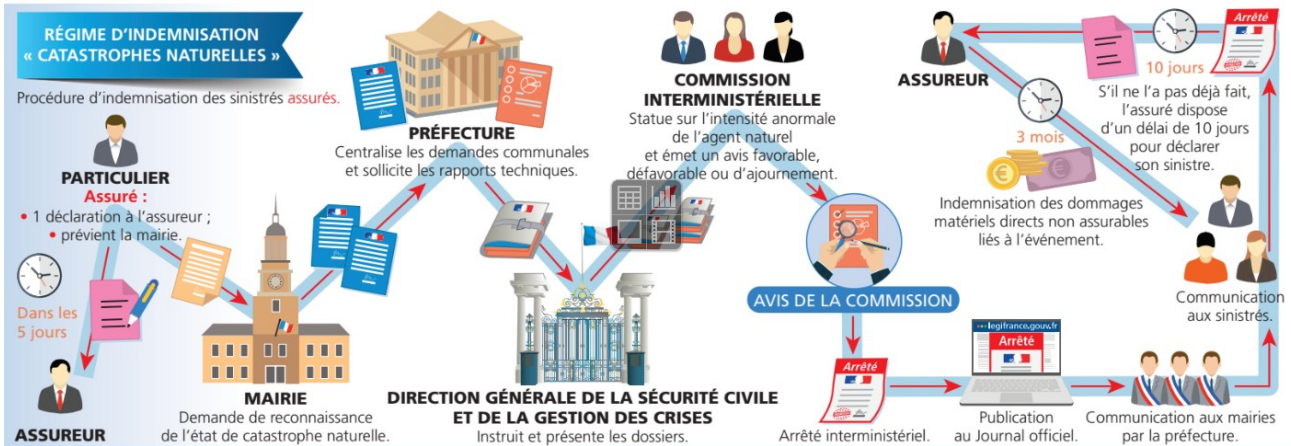 RÉGIME D'INDEMNISATION
« CATASTROPHES NATURELLES »
Procédure d'indemnisation des sinistrés assurés.
PARTICULIER
Assuré :
• 1 déclaration à l'assureur ;
• prévient la mairie.
Dans les
5 jours
ASSUREUR
MAIRIE
Demande de reconnaissance
de l'état de catastrophe naturelle.
PRÉFECTURE
Centralise les demandes communales
et sollicite les rapports techniques.
DIRECTION GÉNÉRALE DE LA SÉCURITÉ CIVILE
ET DE LA GESTION DES CRISES
Instruit et présente les dossiers.
COMMISSION
INTERMINISTÉRIELLE
Statue sur l'intensité anormale
de l'agent naturel
et émet un avis favorable,
défavorable ou d'ajournement.
AVIS DE LA COMMISSION
Arrêté
Arrêté interministériel.
legifrance.gouv.fr
Arrêté
Publication
au Journal officiel.
Communication aux mairies
par la préfecture.
Communication
aux sinistrés.
Arrêté
10 jours
S'il ne l'a pas déjà fait,
l'assuré dispose
d'un délai de 10 jours
pour déclarer
son sinistre.
ASSUREUR
3 mois
Indemnisation des dommages
matériels directs non assurables
liés à l'événement.